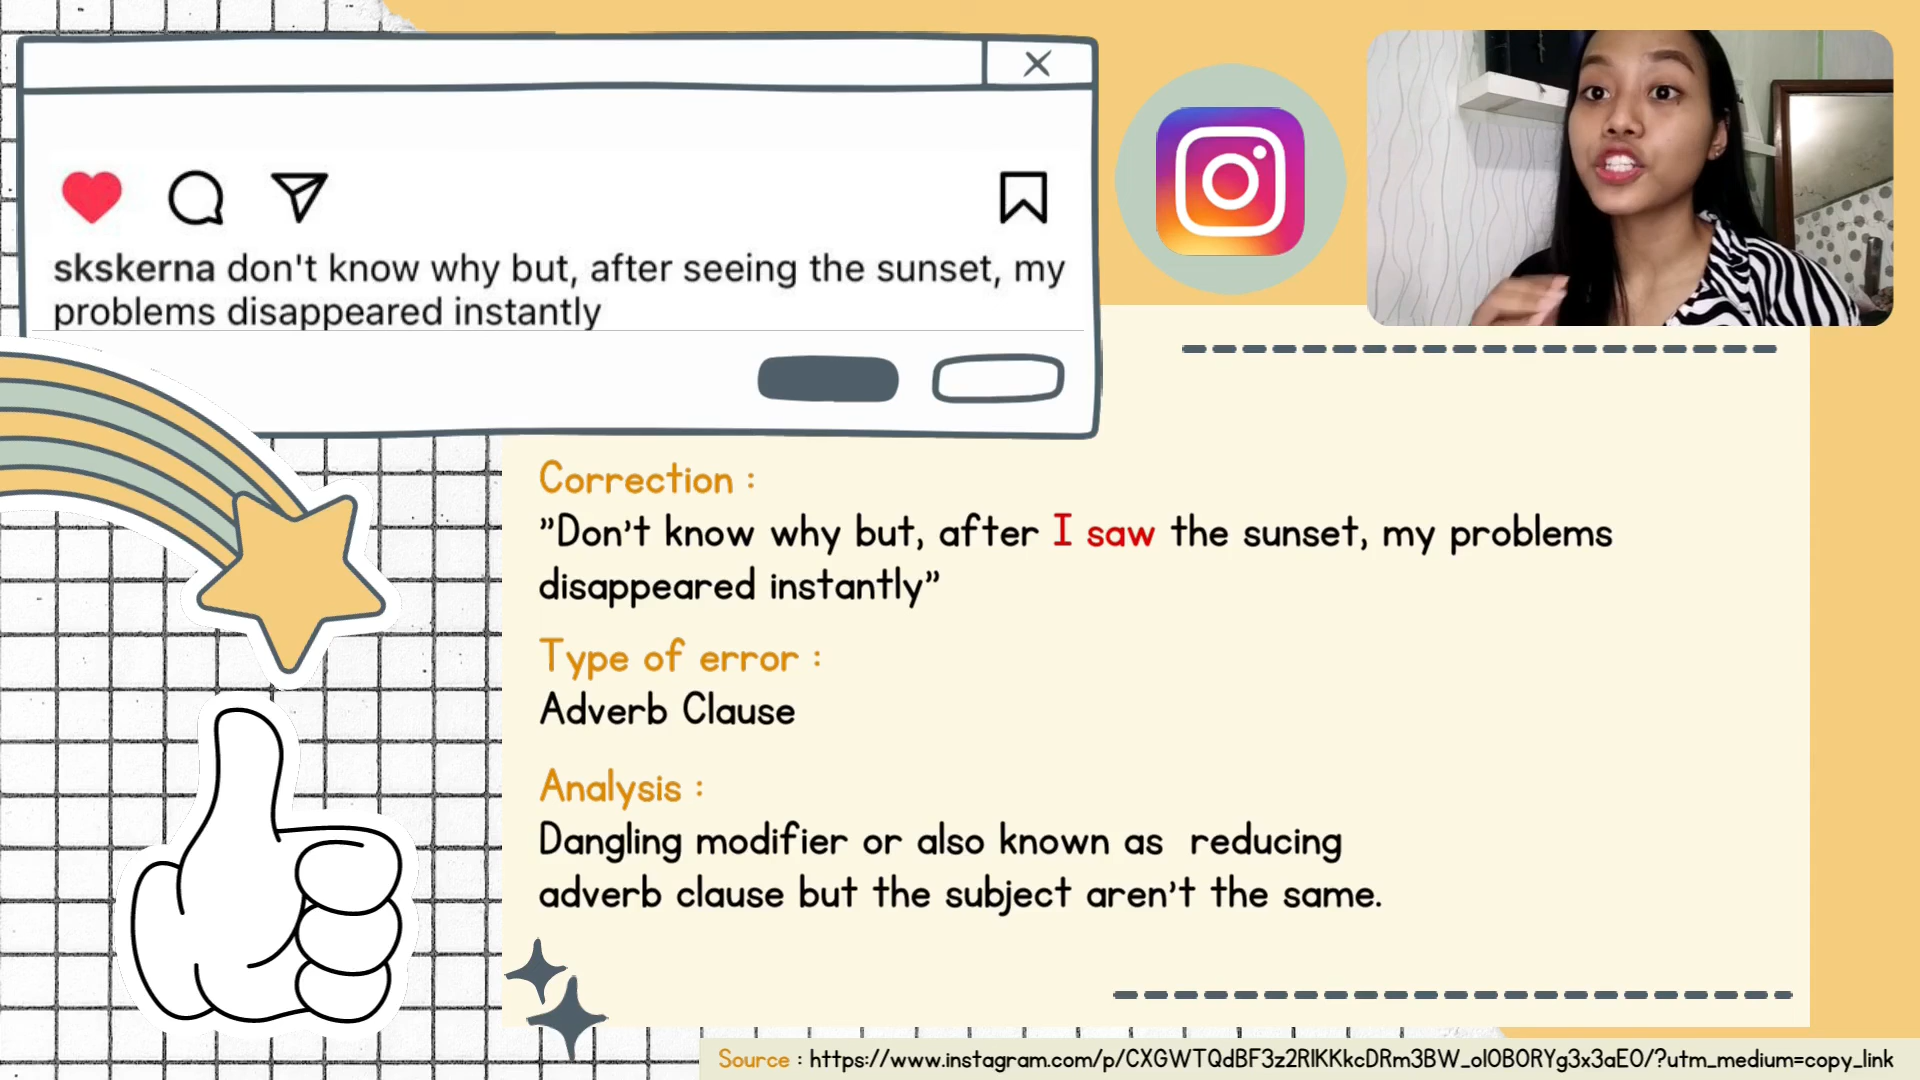 skskerna don't know why but, after seeing the sunset, my
problems disappeared instantly
Correction :
”Don't know why but, after I saw the sunset, my problems
disappeared instantly”
Type of error :
Adverb Clause
Analysis :
Dangling modifier or also known as reducing
adverb clause but the subject aren't the same.
Source : https://www.instagram.com/p/CXGWTQdBF3z2RlKKkcDRm3BW_ol0B0RYg3x3aE0/?utm_medium=copy_link